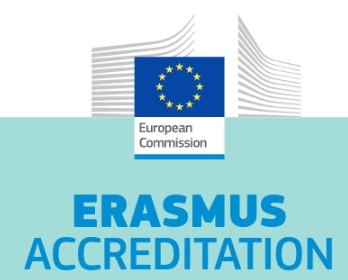 European
Commission
ERASMUS
ACCREDITATION